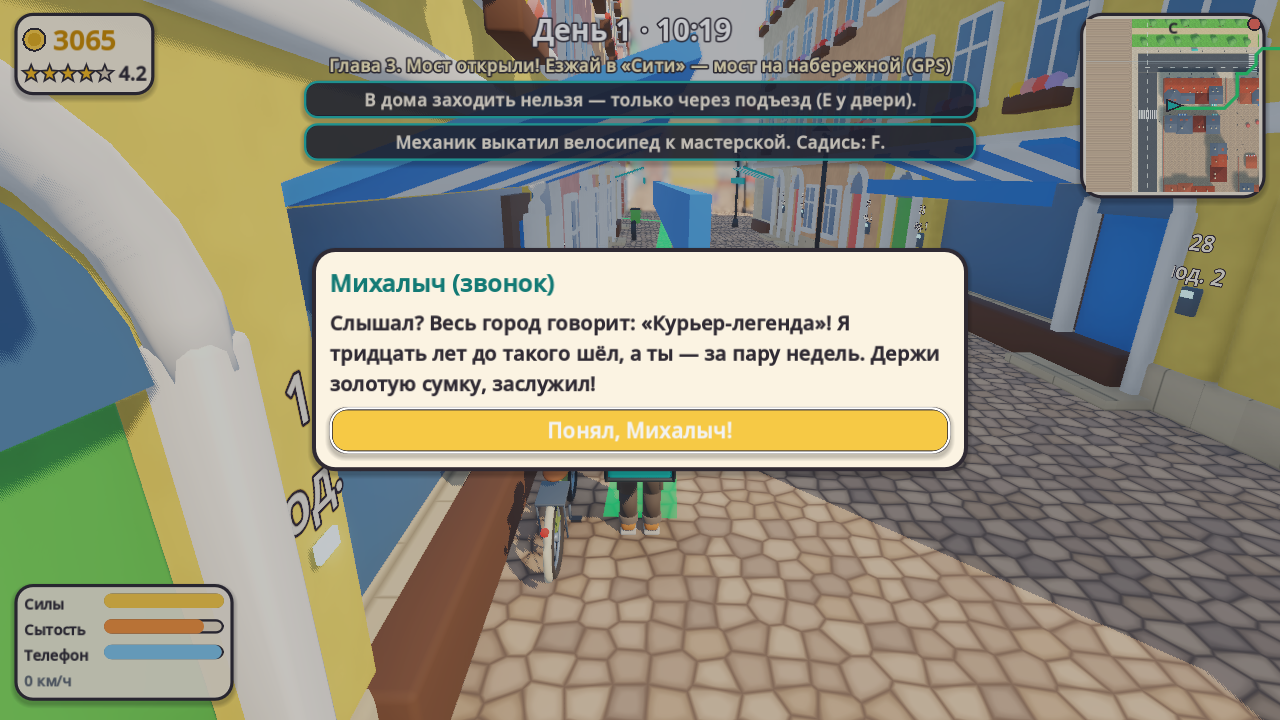 3065
4.2
День 1 · 10:19
Глава 3. Мост открыли! Езжай в «Сити» — мост на набережной (GPS)
В дома заходить нельзя — только через подъезд (E у двери).
Механик выкатил велосипед к мастерской. Садись: F.
С
28
од. 2
Михалыч (звонок)
Слышал? Весь город говорит: «Курьер-легенда»! Я
тридцать лет до такого шёл, а ты — за пару недель. Держи
золотую сумку, заслужил!
Понял, Михалыч!
1
од.
Силы
Сытость
Телефон
0 км/ч